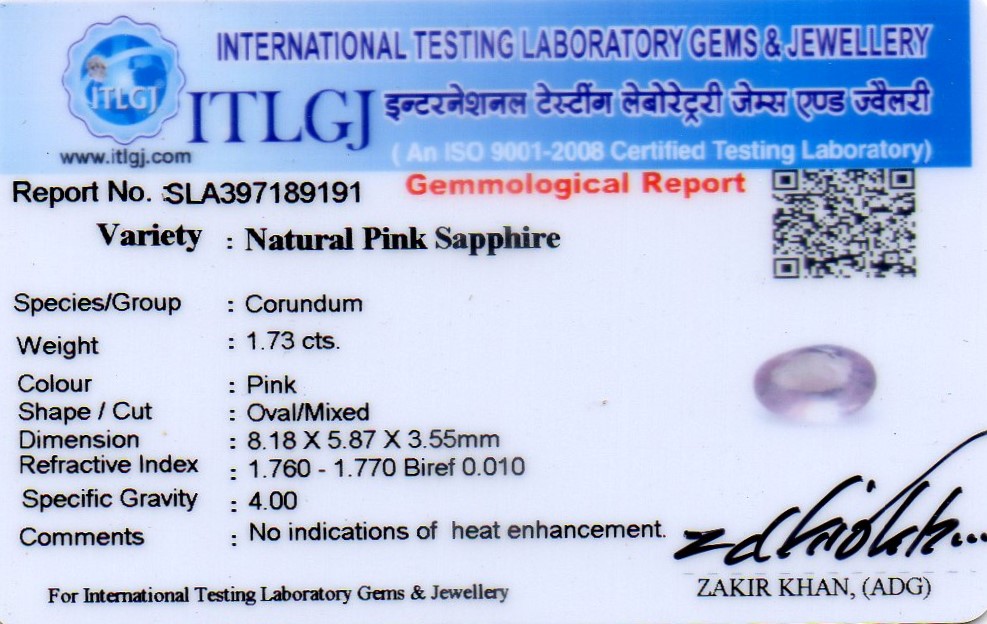 INTERNATIONAL TESTING LABORATORY GEMS & JEWELLERY
ITLGJ
ITLGJ इन्टरनेशनल टेस्टींग लेबोरेट्ररी जेम्स एण्ड ज्वैलरी
www.itlgj.com
( An ISO 9001-2008 Certified Testing Laboratory)
Report No. :SLA397189191
Gemmological Report
Variety : Natural Pink Sapphire
Species/Group : Corundum
Weight : 1.73 cts.
Colour : Pink
Shape / Cut : Oval/Mixed
Dimension : 8.18 X 5.87 X 3.55mm
Refractive Index : 1.760 - 1.770 Biref 0.010
Specific Gravity : 4.00
Comments : No indications of heat enhancement.
ZAKIR KHAN, (ADG)
For International Testing Laboratory Gems & Jewellery